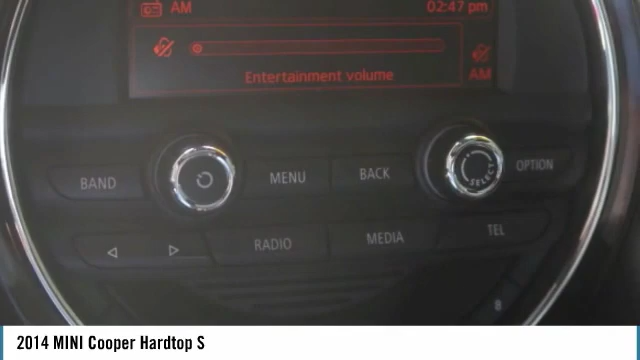 AM 02:47 pm
Entertainment volume
AM
BAND MENU BACK SELECT OPTION
RADIO MEDIA TEL
8
2014 MINI Cooper Hardtop S